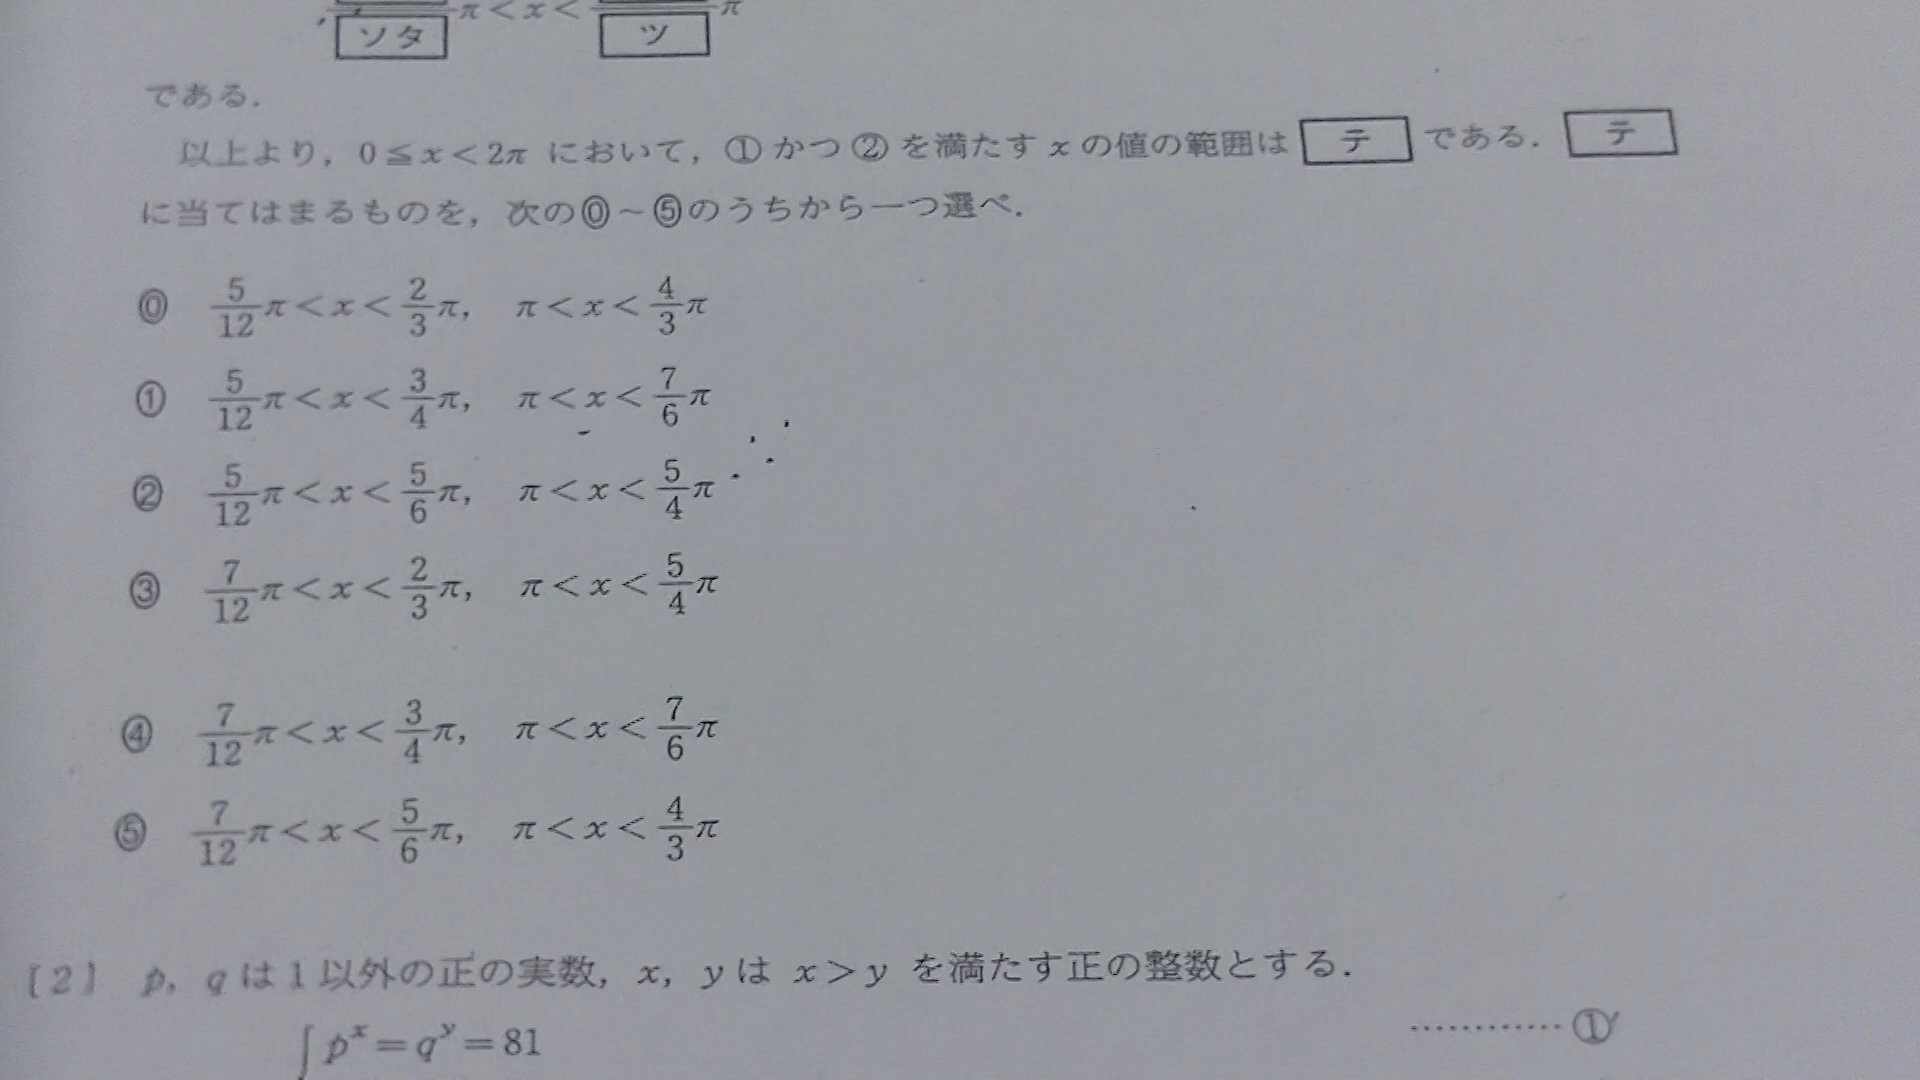 ソタ π < x < ツ π
である.
以上より, 0 ≦ x < 2π において, ① かつ ② を満たす x の値の範囲は テ である. テ
に当てはまるものを, 次の⓪～⑤のうちから一つ選べ.
⓪ 5/12 π < x < 2/3 π, π < x < 4/3 π
① 5/12 π < x < 3/4 π, π < x < 7/6 π
② 5/12 π < x < 5/6 π, π < x < 5/4 π
③ 7/12 π < x < 2/3 π, π < x < 5/4 π
④ 7/12 π < x < 3/4 π, π < x < 7/6 π
⑤ 7/12 π < x < 5/6 π, π < x < 4/3 π
〔2〕 p, q は 1 以外の正の実数, x, y は x > y を満たす正の整数とする.
p^x = q^y = 81 …………①′